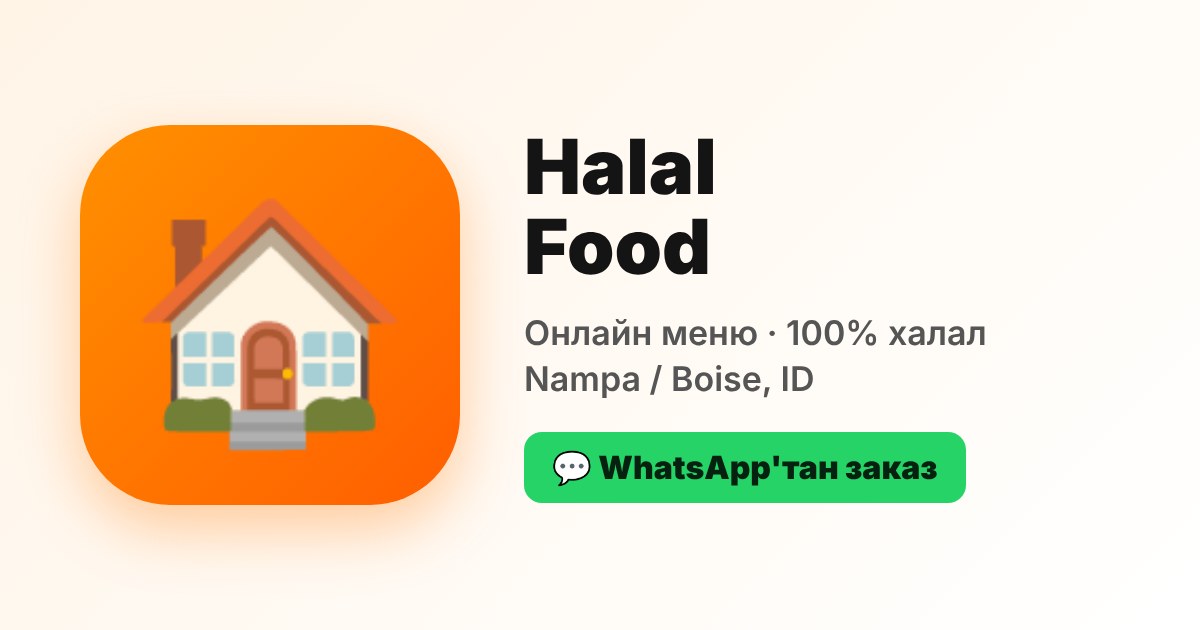 Halal
Food
Онлайн меню · 100% халал
Nampa / Boise, ID
💬 WhatsApp'тан заказ